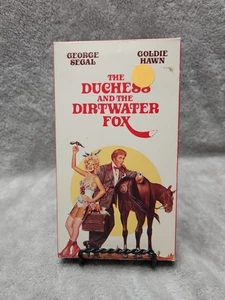 GEORGE GOLDIE
SEGAL HAWN
THE
DUCHESS
AND THE
DIRTWATER
FOX